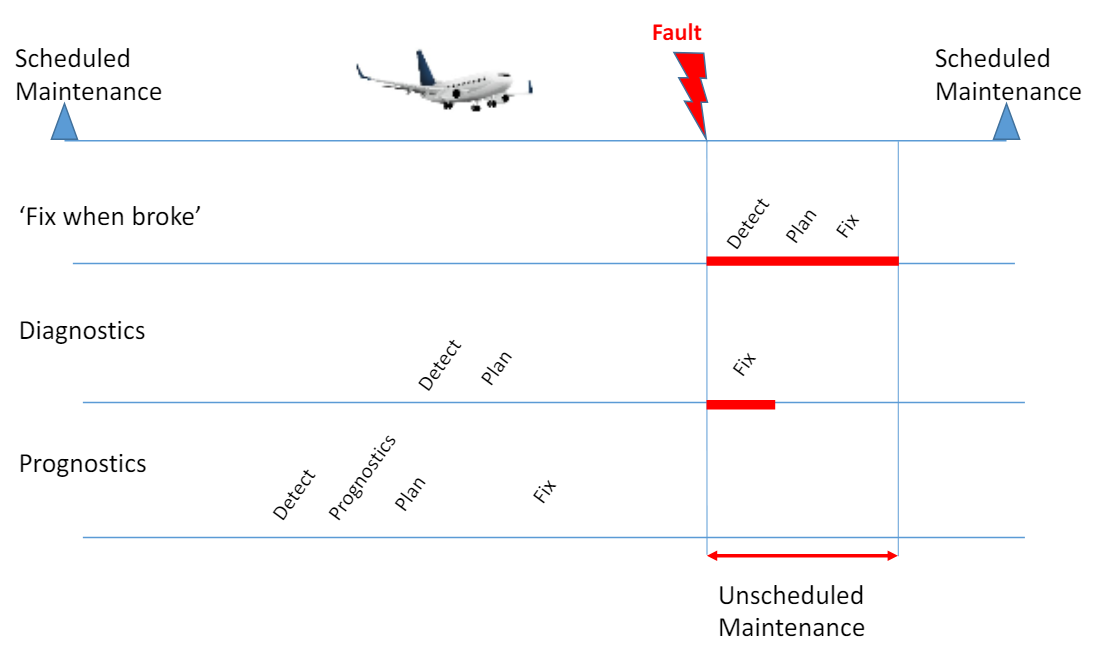 Fault
Scheduled
Maintenance
Scheduled
Maintenance
‘Fix when broke’
Detect
Plan
Fix
Diagnostics
Detect
Plan
Fix
Prognostics
Detect
Prognostics
Plan
Fix
Unscheduled
Maintenance